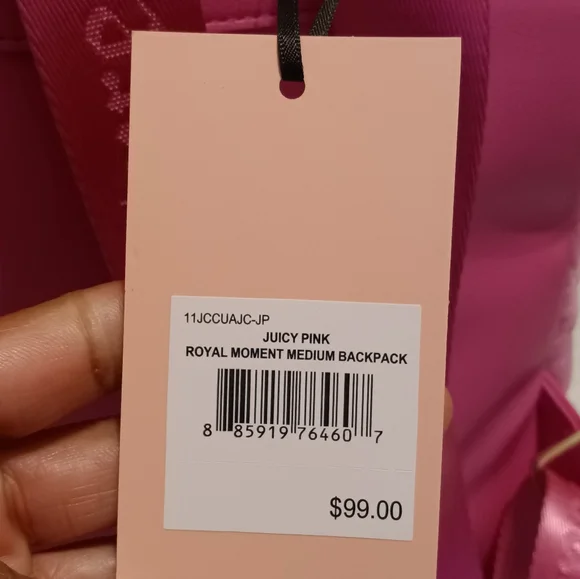 11JCCUAJC-JP
JUICY PINK
ROYAL MOMENT MEDIUM BACKPACK
8 85919 76460 7
$99.00